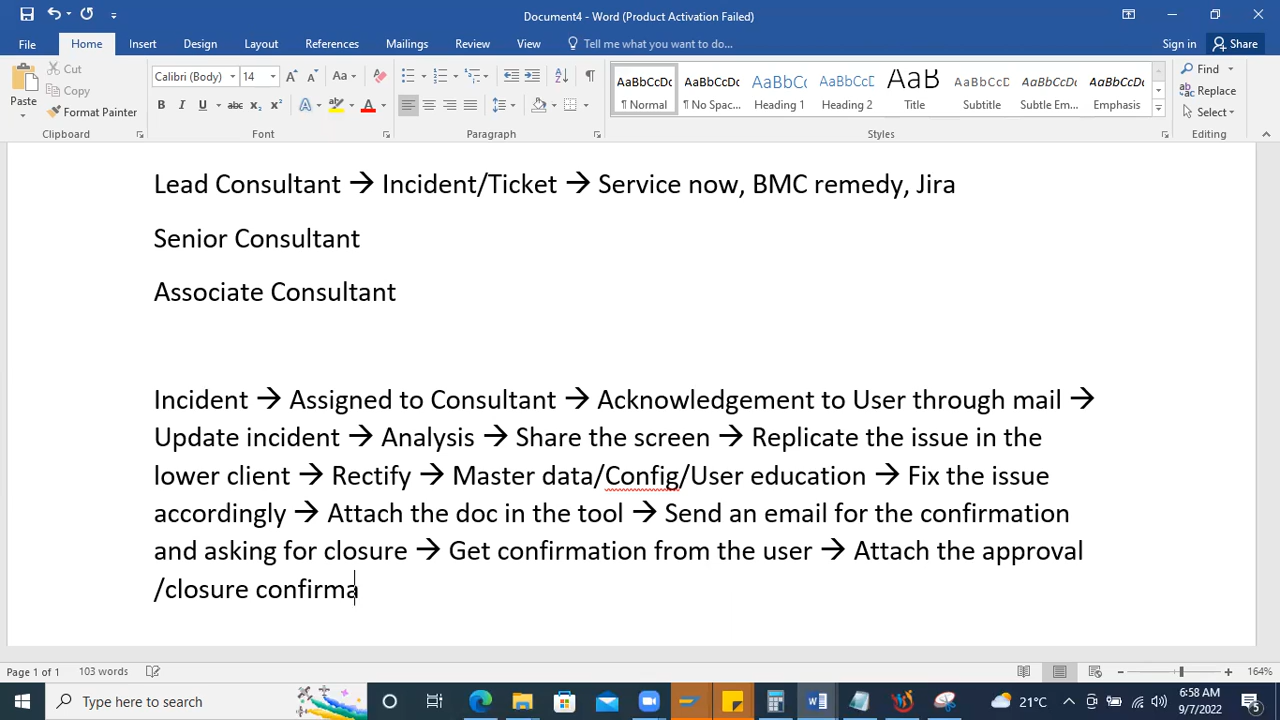 Document4 - Word (Product Activation Failed)
File Home Insert Design Layout References Mailings Review View Tell me what you want to do... Sign in Share
Paste Cut Copy Format Painter
Clipboard
Calibri (Body) 14
Font
Paragraph
AaBbCcDc AaBbCcDc AaBbCc AaBbCcC AaB AaBbCcD AaBbCcDc AaBbCcDc
¶ Normal ¶ No Spac... Heading 1 Heading 2 Title Subtitle Subtle Em... Emphasis
Styles
Find
Replace
Select
Editing
Lead Consultant → Incident/Ticket → Service now, BMC remedy, Jira
Senior Consultant
Associate Consultant
Incident → Assigned to Consultant → Acknowledgement to User through mail →
Update incident → Analysis → Share the screen → Replicate the issue in the
lower client → Rectify → Master data/Config/User education → Fix the issue
accordingly → Attach the doc in the tool → Send an email for the confirmation
and asking for closure → Get confirmation from the user → Attach the approval
/closure confirma
Page 1 of 1 103 words 164%
Type here to search 21°C 6:58 AM
9/7/2022 5